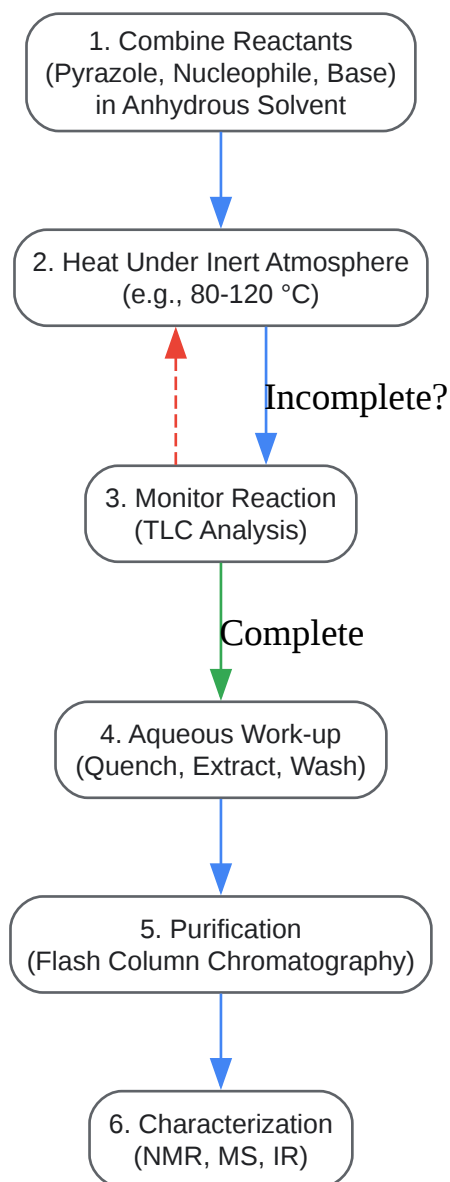 1. Combine Reactants
(Pyrazole, Nucleophile, Base)
in Anhydrous Solvent
2. Heat Under Inert Atmosphere
(e.g., 80-120 °C)
Incomplete?
3. Monitor Reaction
(TLC Analysis)
Complete
4. Aqueous Work-up
(Quench, Extract, Wash)
5. Purification
(Flash Column Chromatography)
6. Characterization
(NMR, MS, IR)